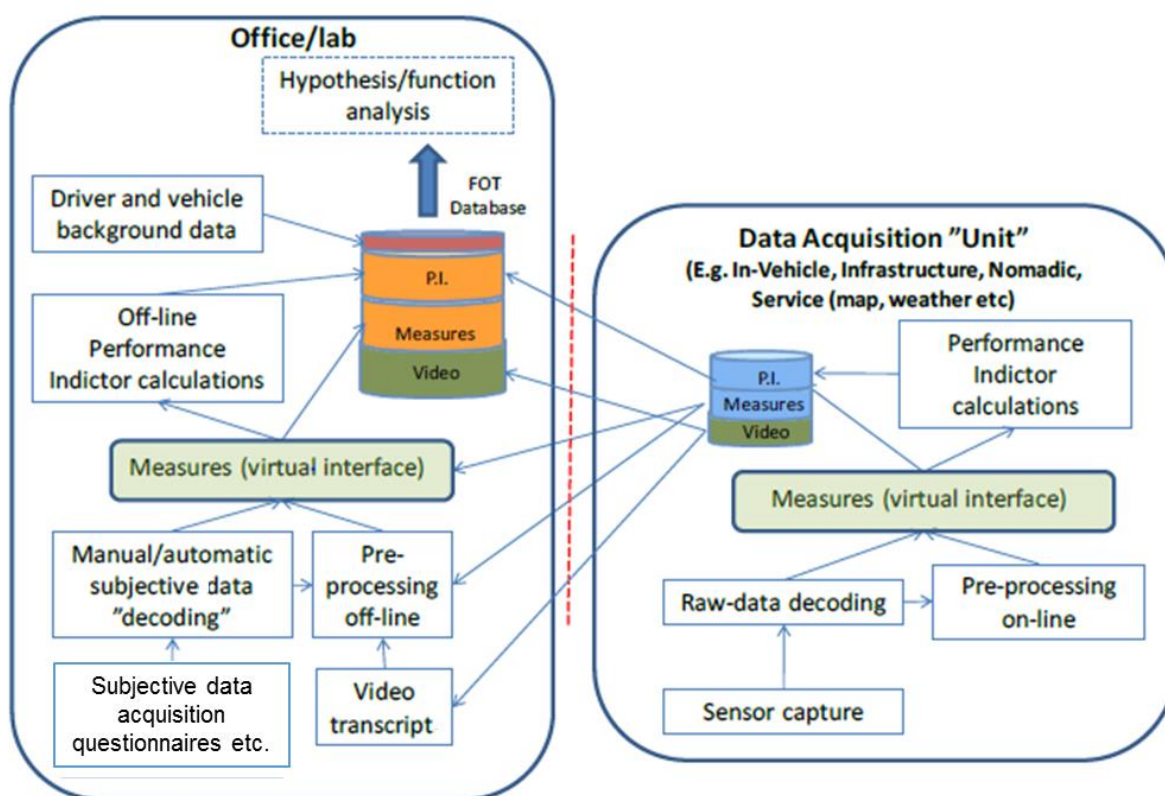 Office/lab
Hypothesis/function
analysis
FOT
Database
Driver and vehicle
background data
P.I.
Measures
Video
Off-line
Performance
Indictor calculations
Measures (virtual interface)
Manual/automatic
subjective data
”decoding”
Pre-
processing
off-line
Subjective data
acquisition
questionnaires etc.
Video
transcript
Data Acquisition ”Unit”
(E.g. In-Vehicle, Infrastructure, Nomadic,
Service (map, weather etc)
P.I.
Measures
Video
Performance
Indictor
calculations
Measures (virtual interface)
Raw-data decoding
Pre-processing
on-line
Sensor capture